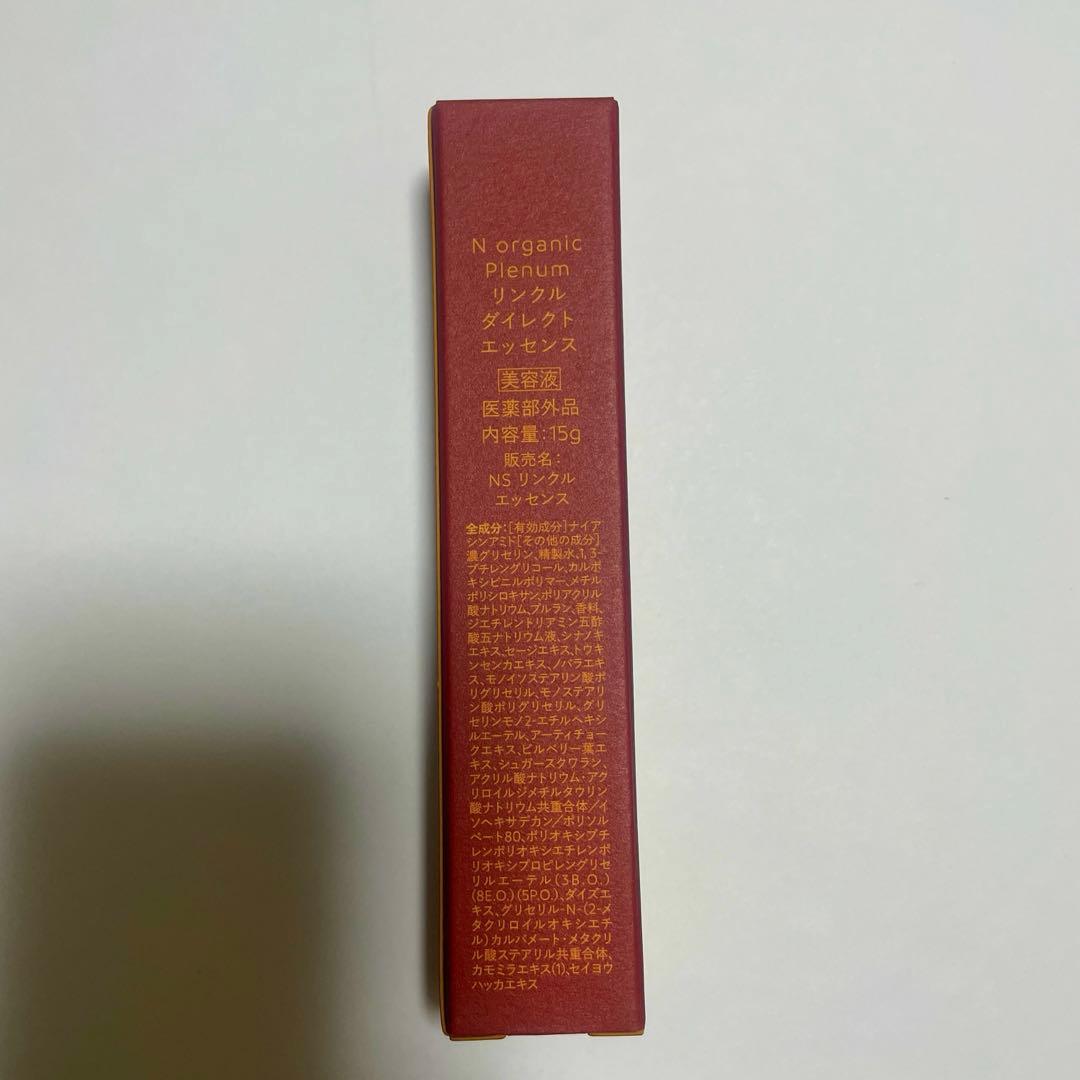 N organic
Plenum
リンクル
ダイレクト
エッセンス
美容液
医薬部外品
内容量:15g
販売名:
NS リンクル
エッセンス
全成分:[有効成分]ナイア
シンアミド[その他の成分]
濃グリセリン、精製水、1,3-
ブチレングリコール、カルボ
キシビニルポリマー、メチル
ポリシロキサン、ポリアクリル
酸ナトリウム、プルラン、香料、
ジエチレントリアミン五酢
酸五ナトリウム液、シナノキ
エキス、セージエキス、トウキ
ンセンカエキス、ノバラエキ
ス、モノイソステアリン酸ポ
リグリセリル、モノステアリ
ン酸ポリグリセリル、グリ
セリンモノ2-エチルヘキシ
ルエーテル、アーティチョー
クエキス、ビルベリー葉エ
キス、シュガースクワラン、
アクリル酸ナトリウム・アク
リロイルジメチルタウリン
酸ナトリウム共重合体／イ
ソヘキサデカン／ポリソル
ベート80、ポリオキシブチ
レンポリオキシエチレンポ
リオキシプロピレングリセ
リルエーテル(3B.O.)
(8E.O.)(5P.O.)、ダイズエ
キス、グリセリル-N-(2-メ
タクリロイルオキシエチ
ル)カルバメート・メタクリ
ル酸ステアリル共重合体、
カモミラエキス(1)、セイヨウ
ハッカエキス